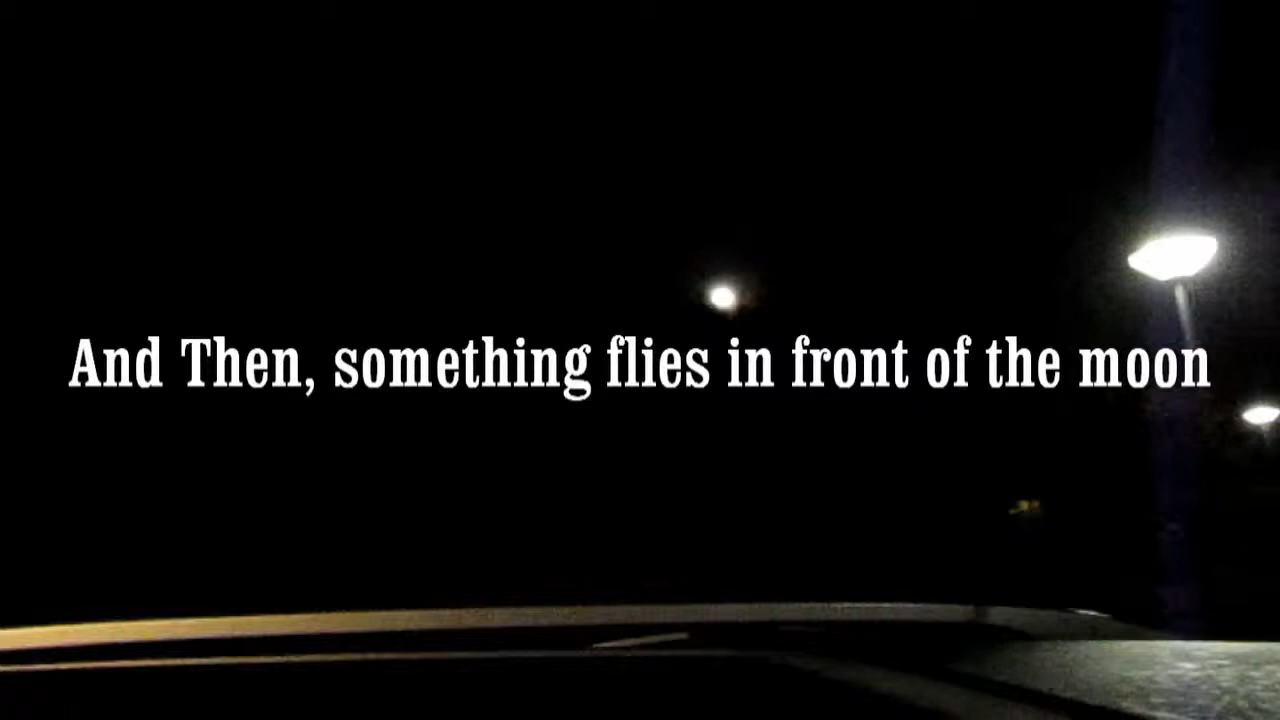 And Then, something flies in front of the moon